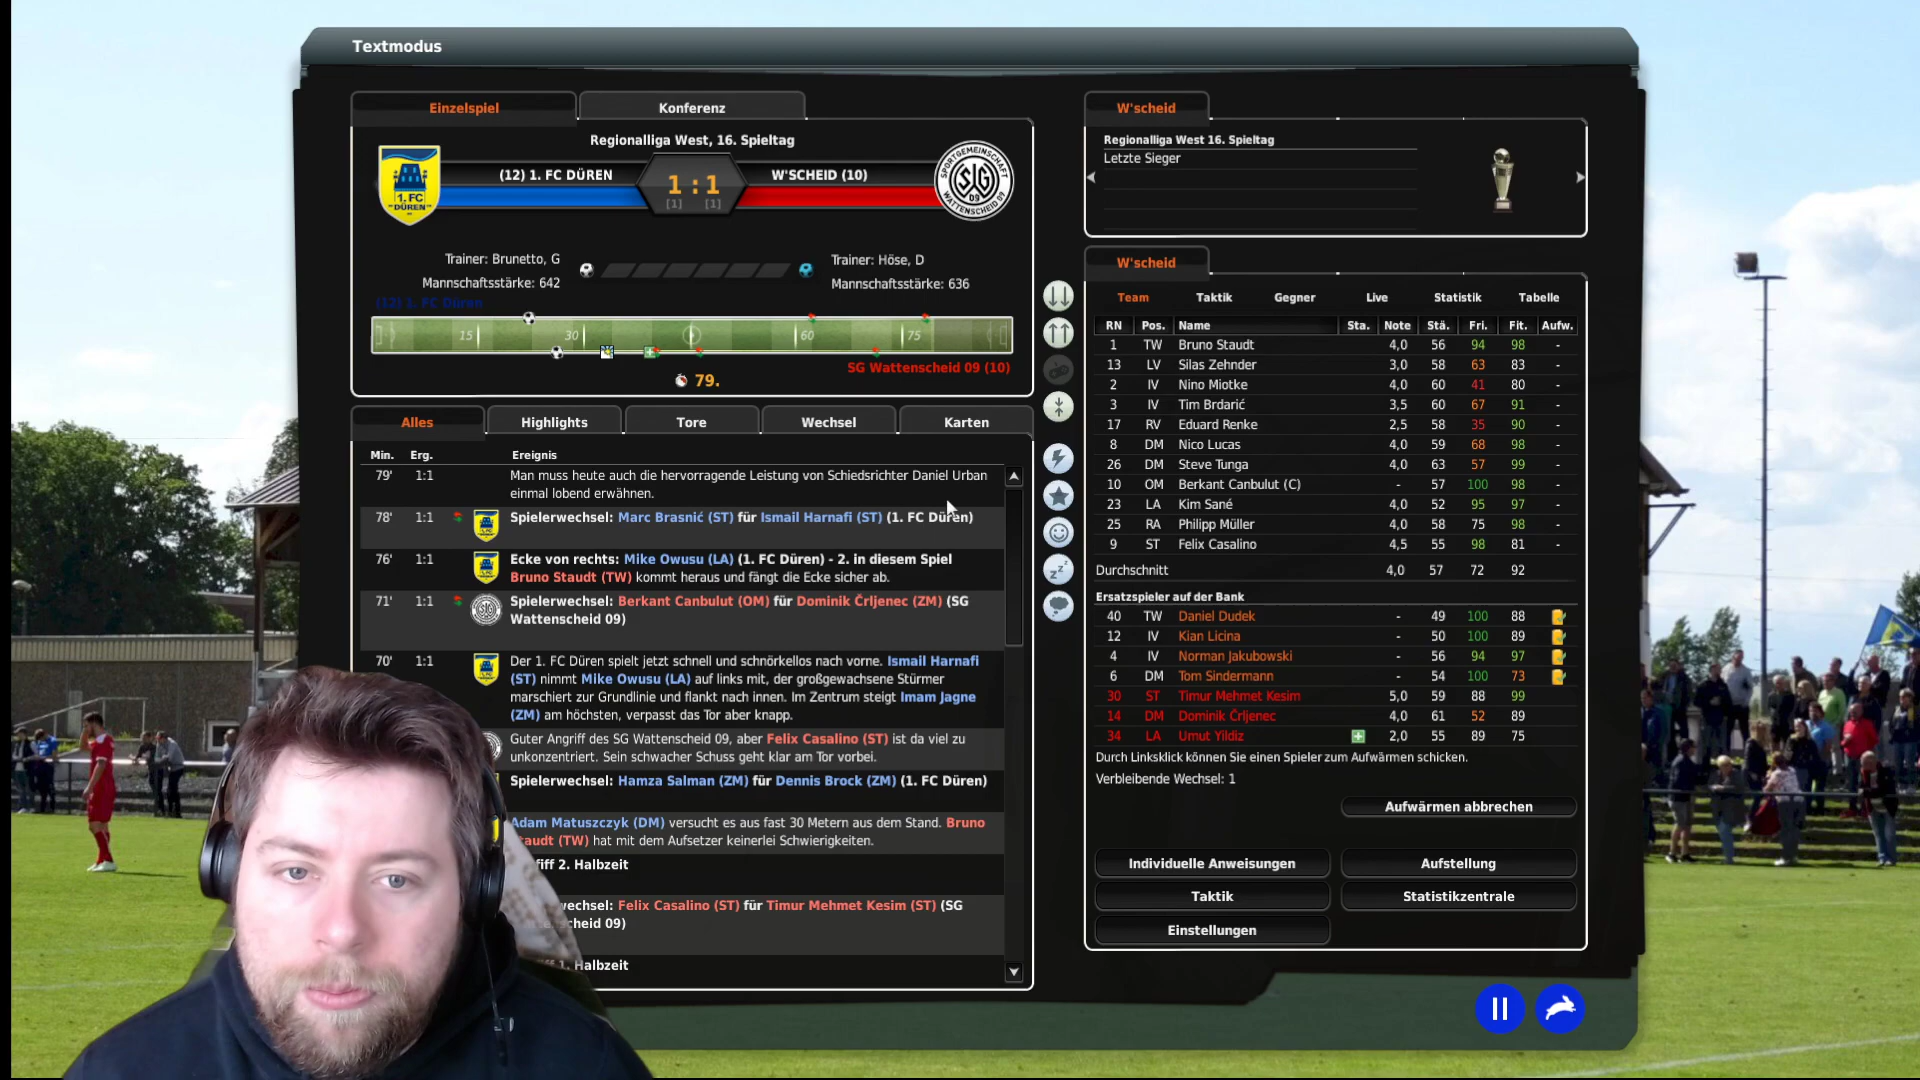 Textmodus
Einzelspiel
Konferenz
Regionalliga West, 16. Spieltag
(12) 1. FC DÜREN
1 : 1
[1] [1]
W'SCHEID (10)
1. FC
DÜREN
SPORTGEMEINSCHAFT
09
WATTENSCHEID 09
Trainer: Brunetto, G
Trainer: Höse, D
Mannschaftsstärke: 642
Mannschaftsstärke: 636
(12) 1. FC Düren
15 30 60 75
SG Wattenscheid 09 (10)
79.
Alles
Highlights
Tore
Wechsel
Karten
Min. Erg. Ereignis
79' 1:1 Man muss heute auch die hervorragende Leistung von Schiedsrichter Daniel Urban
einmal lobend erwähnen.
78' 1:1 Spielerwechsel: Marc Brasnić (ST) für Ismail Harnafi (ST) (1. FC Düren)
76' 1:1 Ecke von rechts: Mike Owusu (LA) (1. FC Düren) - 2. in diesem Spiel
Bruno Staudt (TW) kommt heraus und fängt die Ecke sicher ab.
71' 1:1 Spielerwechsel: Berkant Canbulut (OM) für Dominik Črljenec (ZM) (SG
Wattenscheid 09)
70' 1:1 Der 1. FC Düren spielt jetzt schnell und schnörkellos nach vorne. Ismail Harnafi
(ST) nimmt Mike Owusu (LA) auf links mit, der großgewachsene Stürmer
marschiert zur Grundlinie und flankt nach innen. Im Zentrum steigt Imam Jagne
(ZM) am höchsten, verpasst das Tor aber knapp.
Guter Angriff des SG Wattenscheid 09, aber Felix Casalino (ST) ist da viel zu
unkonzentriert. Sein schwacher Schuss geht klar am Tor vorbei.
Spielerwechsel: Hamza Salman (ZM) für Dennis Brock (ZM) (1. FC Düren)
Adam Matuszczyk (DM) versucht es aus fast 30 Metern aus dem Stand. Bruno
taudt (TW) hat mit dem Aufsetzer keinerlei Schwierigkeiten.
fiff 2. Halbzeit
wechsel: Felix Casalino (ST) für Timur Mehmet Kesim (ST) (SG
scheid 09)
1. Halbzeit
W'scheid
Regionalliga West 16. Spieltag
Letzte Sieger
W'scheid
Team Taktik Gegner Live Statistik Tabelle
RN Pos. Name Sta. Note Stä. Fri. Fit. Aufw.
1 TW Bruno Staudt 4,0 56 94 98 -
13 LV Silas Zehnder 3,0 58 63 83 -
2 IV Nino Miotke 4,0 60 41 80 -
3 IV Tim Brdarić 3,5 60 67 91 -
17 RV Eduard Renke 2,5 58 35 90 -
8 DM Nico Lucas 4,0 59 68 98 -
26 DM Steve Tunga 4,0 63 57 99 -
10 OM Berkant Canbulut (C) - 57 100 98 -
23 LA Kim Sané 4,0 52 95 97 -
25 RA Philipp Müller 4,0 58 75 98 -
9 ST Felix Casalino 4,5 55 98 81 -
Durchschnitt 4,0 57 72 92
Ersatzspieler auf der Bank
40 TW Daniel Dudek - 49 100 88
12 IV Kian Licina - 50 100 89
4 IV Norman Jakubowski - 56 94 97
6 DM Tom Sindermann - 54 100 73
30 ST Timur Mehmet Kesim 5,0 59 88 99
14 DM Dominik Črljenec 4,0 61 52 89
34 LA Umut Yildiz 2,0 55 89 75
Durch Linksklick können Sie einen Spieler zum Aufwärmen schicken.
Verbleibende Wechsel: 1
Aufwärmen abbrechen
Individuelle Anweisungen
Aufstellung
Taktik
Statistikzentrale
Einstellungen